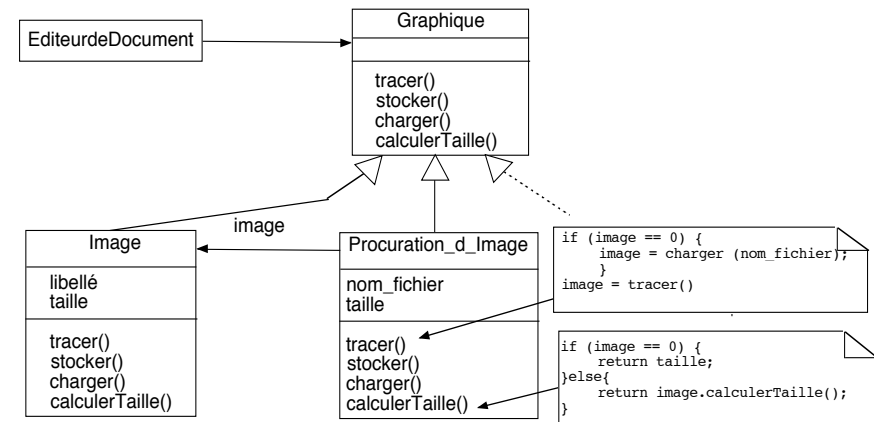 EditeurdeDocument
Graphique
tracer()
stocker()
charger()
calculerTaille()
image
Image
libellé
taille
tracer()
stocker()
charger()
calculerTaille()
Procuration_d_Image
nom_fichier
taille
tracer()
stocker()
charger()
calculerTaille()
if (image == 0) {
image = charger (nom_fichier);
}
image = tracer()
if (image == 0) {
return taille;
}else{
return image.calculerTaille();
}